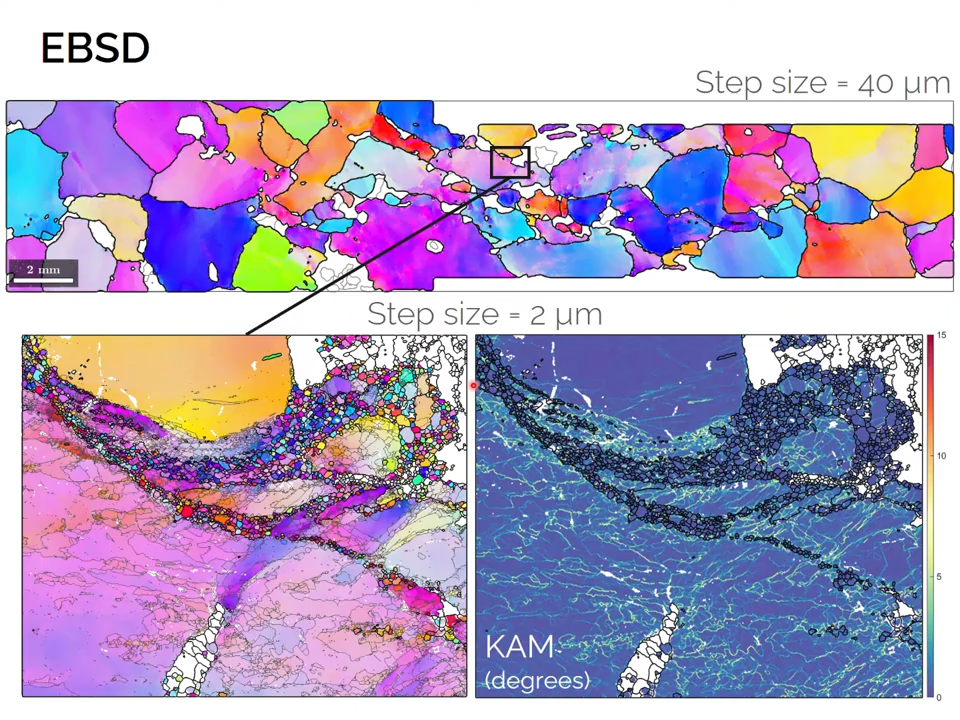 EBSD
Step size = 40 µm
2 mm
Step size = 2 µm
15
10
5
0
KAM
(degrees)